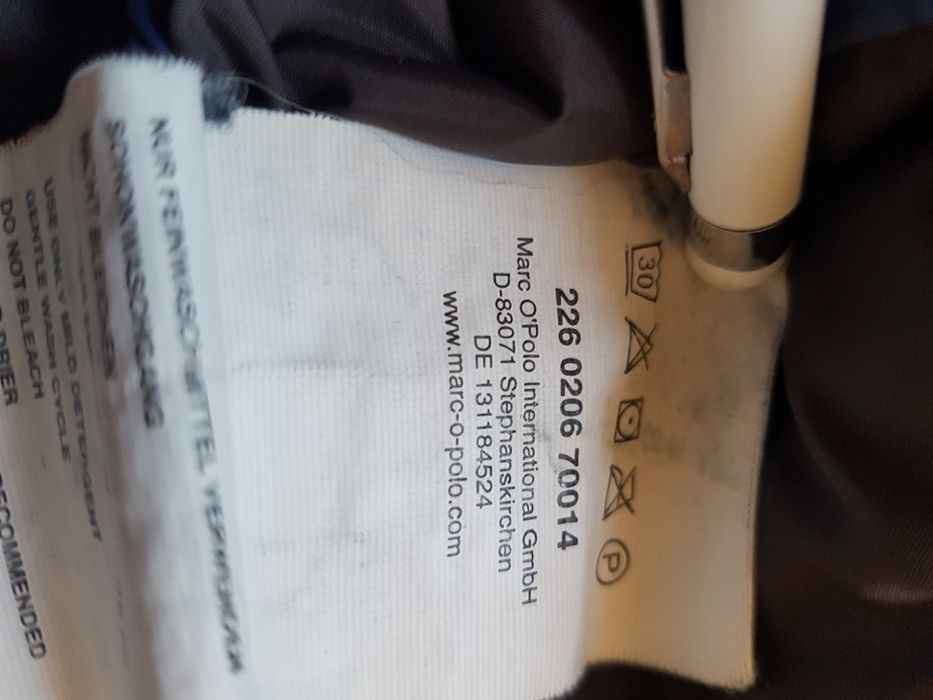 30
P
226 0206 70014
Marc O'Polo International GmbH
D-83071 Stephanskirchen
DE 131184524
www.marc-o-polo.com
NUR FEINWASCHMITTEL VERWENDEN
SCHONWASCHGANG
NICHT BLEICHEN
USE ONLY MILD DETERGENT
GENTLE WASH CYCLE
DO NOT BLEACH
DRIER
RECOMMENDED